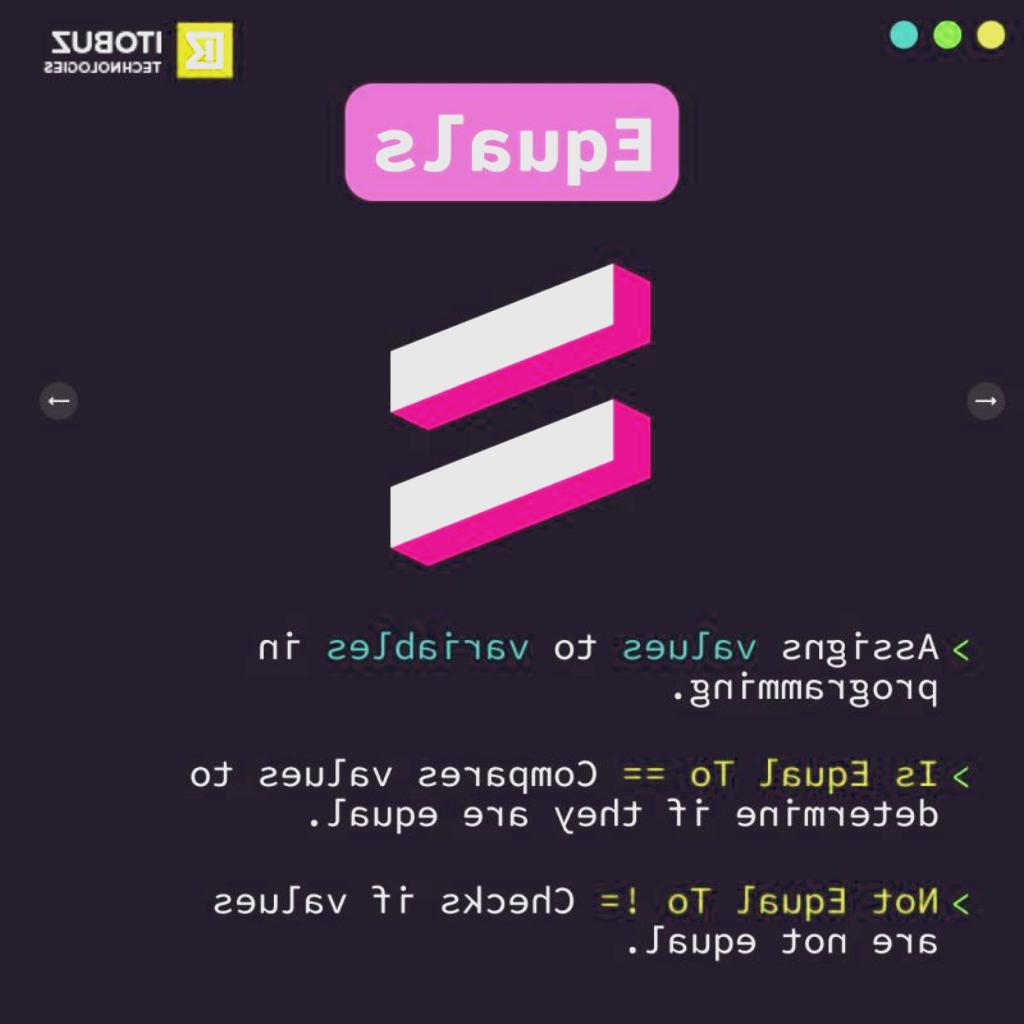 ITOBUZ
TECHNOLOGIES
Equals
> Assigns values to variables in
programming.
> Is Equal To == Compares values to
determine if they are equal.
> Not Equal To != Checks if values
are not equal.